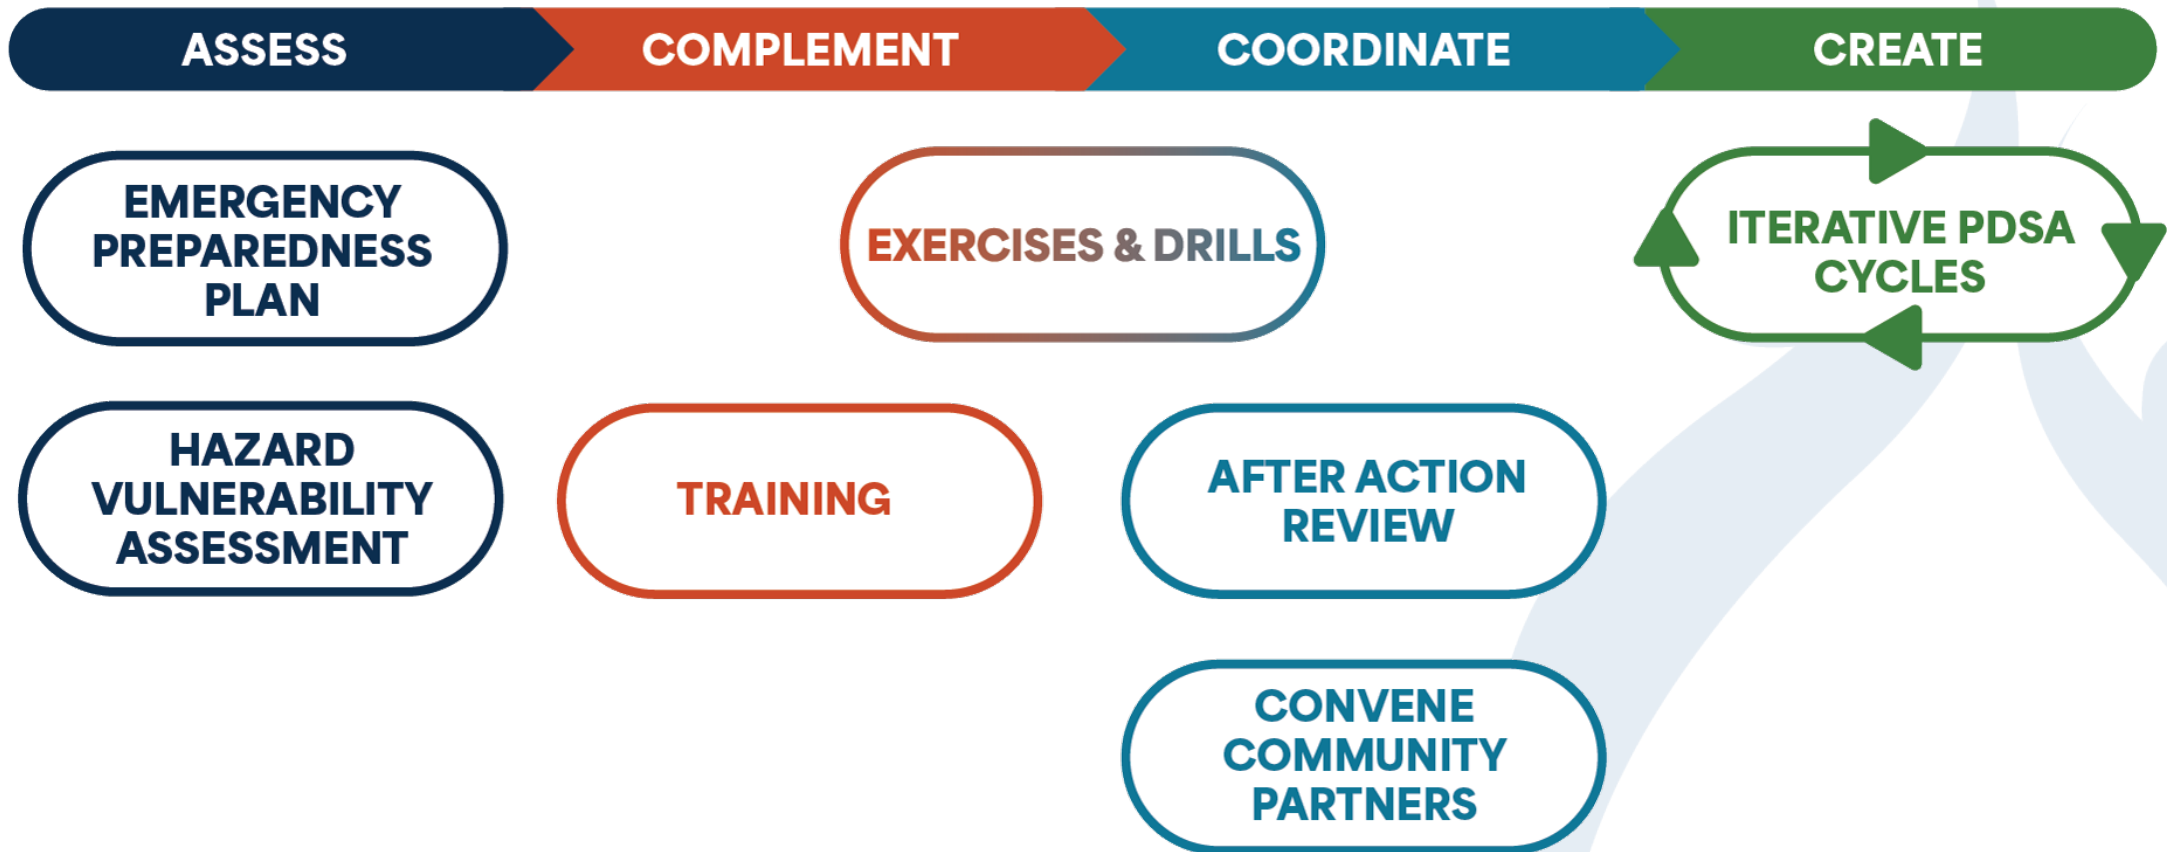 ASSESS
COMPLEMENT
COORDINATE
CREATE
EMERGENCY
PREPAREDNESS
PLAN
EXERCISES & DRILLS
ITERATIVE PDSA
CYCLES
HAZARD
VULNERABILITY
ASSESSMENT
TRAINING
AFTER ACTION
REVIEW
CONVENE
COMMUNITY
PARTNERS